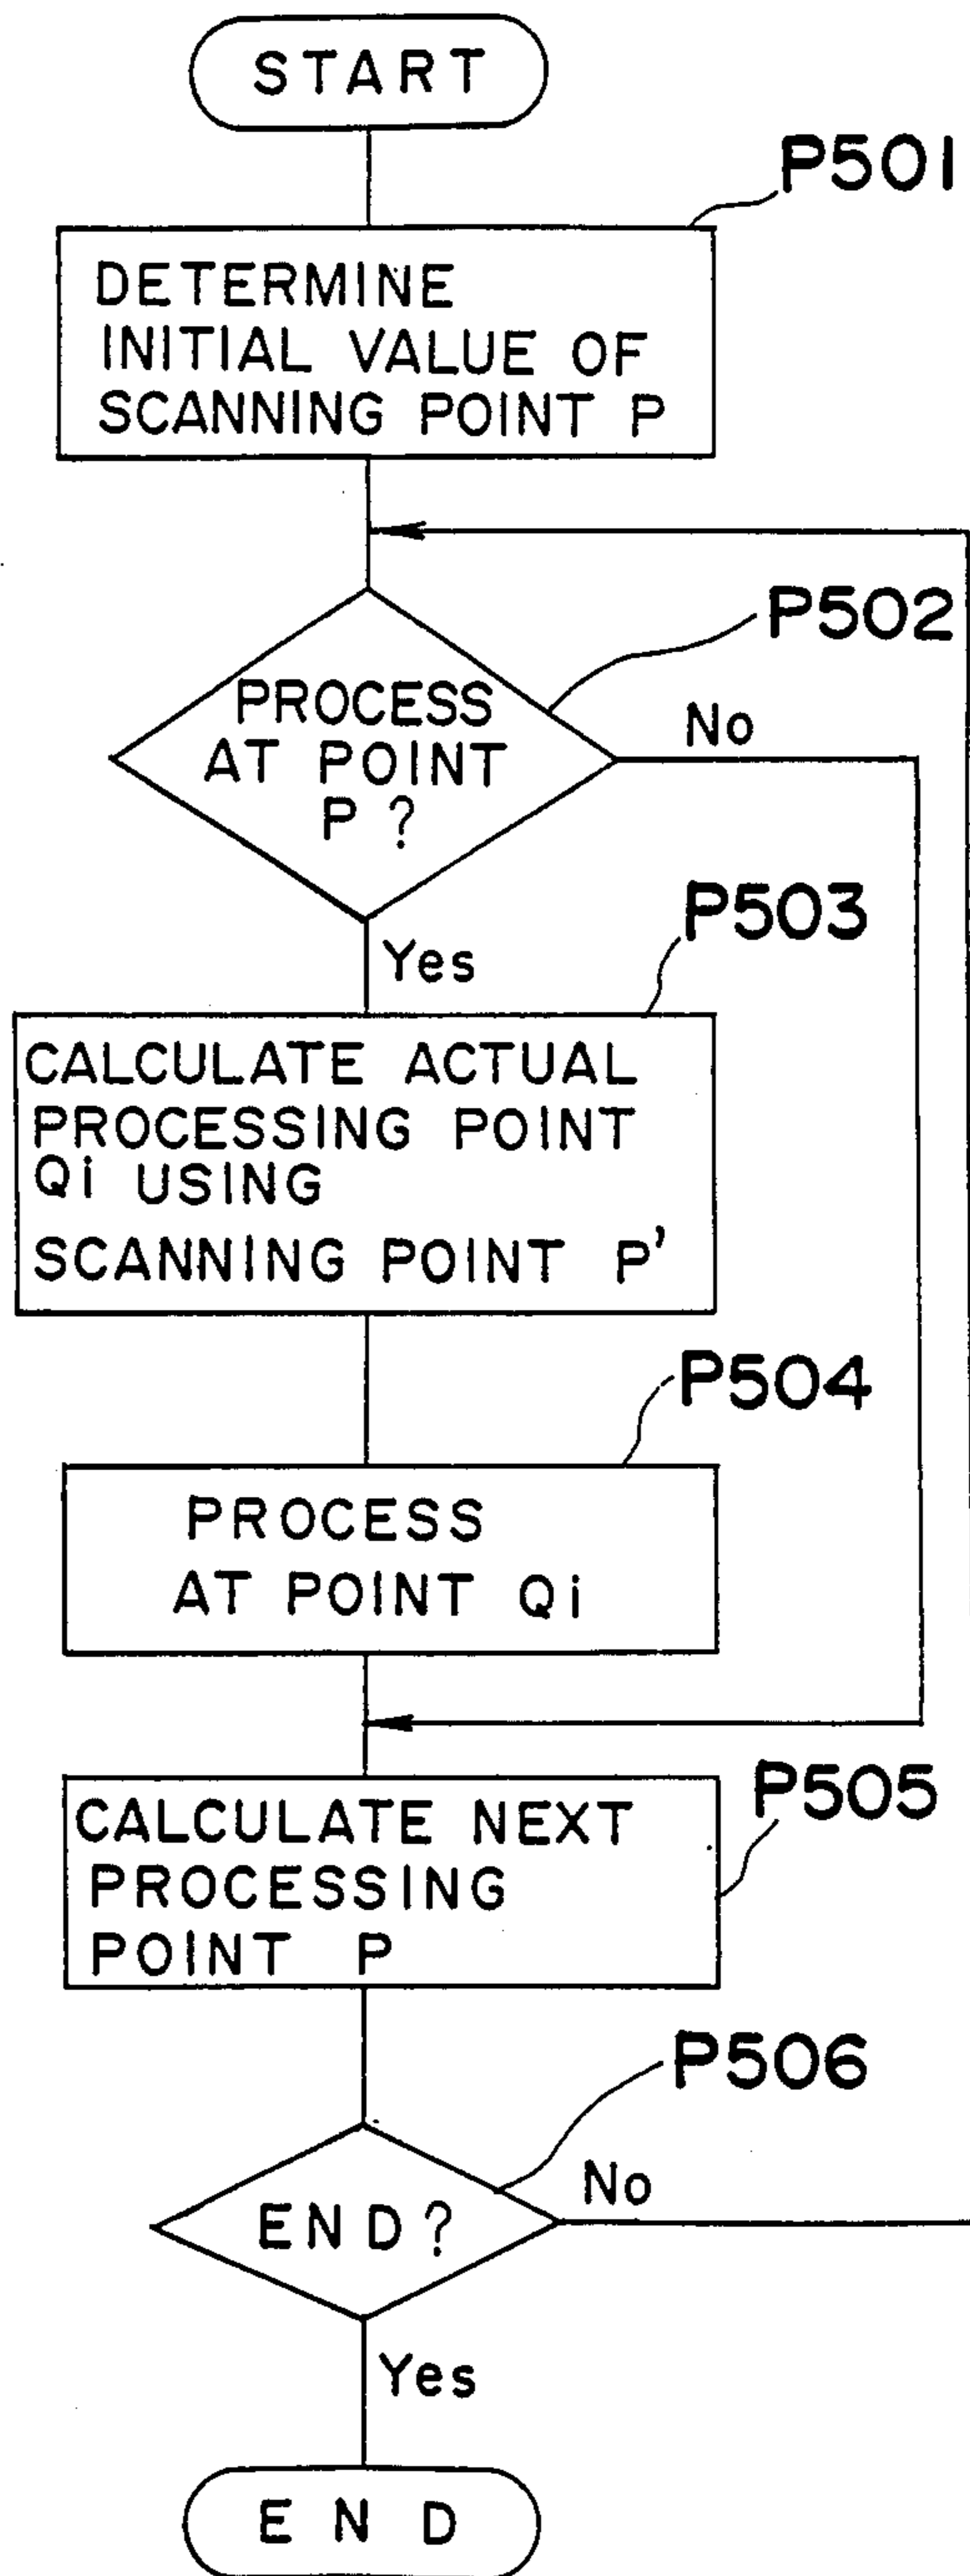 START
P501
DETERMINE
INITIAL VALUE OF
SCANNING POINT P
P502
PROCESS
AT POINT
P ?
No
Yes
P503
CALCULATE ACTUAL
PROCESSING POINT
Qi USING
SCANNING POINT P'
P504
PROCESS
AT POINT Qi
P505
CALCULATE NEXT
PROCESSING
POINT P
P506
END?
No
Yes
END